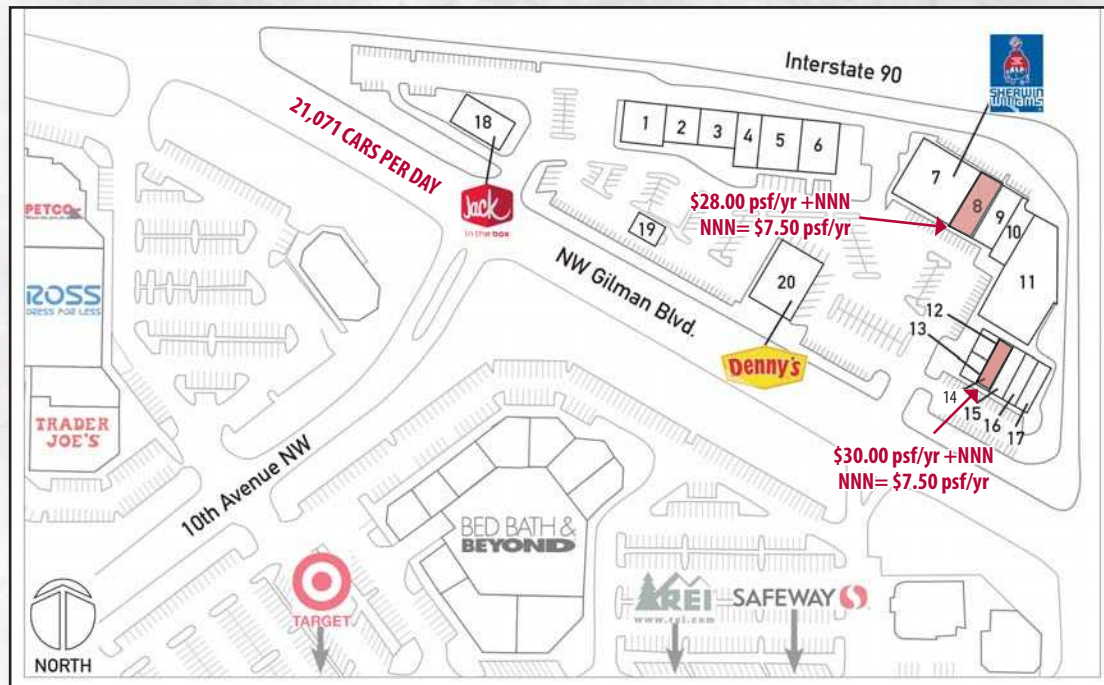 Interstate 90
SHERWIN
WILLIAMS
21,071 CARS PER DAY
18
1
2
3
4
5
6
Jack
in the box
7
8
9
10
11
$28.00 psf/yr +NNN
NNN= $7.50 psf/yr
19
20
NW Gilman Blvd.
Denny's
PETCO
ROSS
DRESS FOR LESS
TRADER
JOE'S
12
13
14
15
16
17
$30.00 psf/yr +NNN
NNN= $7.50 psf/yr
10th Avenue NW
BED BATH &
BEYOND
TARGET
REI
www.rei.com
SAFEWAY
NORTH